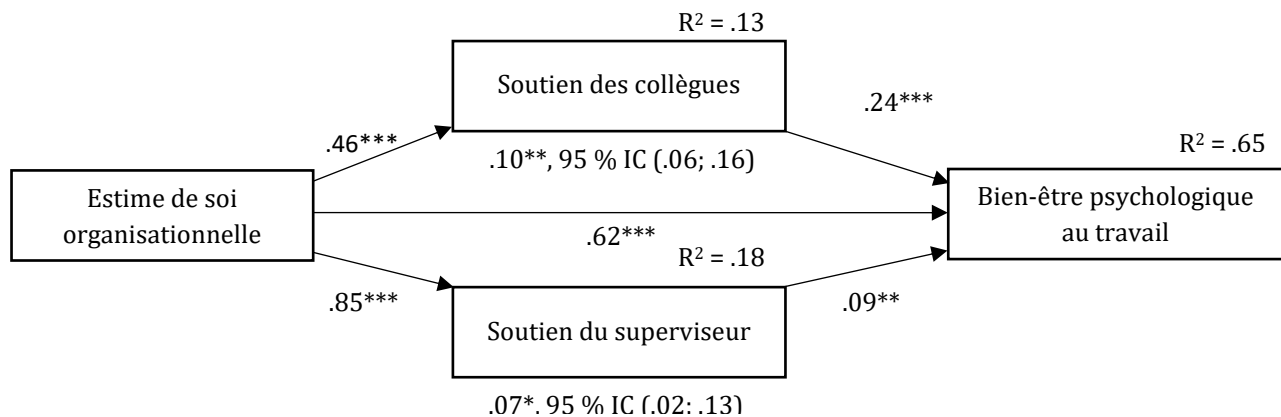 R² = .13
Soutien des collègues
.24***
.46***
.10**, 95 % IC (.06; .16)
R² = .65
Estime de soi
organisationnelle
Bien-être psychologique
au travail
.62***
R² = .18
.85***
.09**
Soutien du superviseur
.07*, 95 % IC (.02; .13)